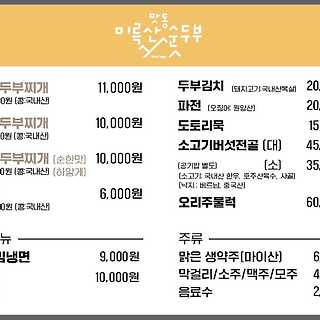 맛동
미륵산순두부
두부찌개 11,000원
00원 (콩:국내산)
두부찌개 10,000원
00원 (콩:국내산)
두부찌개 (순한맛) (하얗게) 10,000원
00원 (콩:국내산)
6,000원
00원 (콩:국내산)
뉴
냉면 9,000원
10,000원
두부김치 (돼지고기:국내산목살) 20,
파전 (오징어: 원양산) 20,
도토리묵 15
소고기버섯전골 (대) 45,
(공기밥 별도) (소) 35,
(소고기: 국내산 한우, 호주산육수, 사골)
(낙지: 베트남, 중국산)
오리주물럭 60,
주류
맑은 생약주(마이산) 6
막걸리/소주/맥주/모주 4
음료수 2,